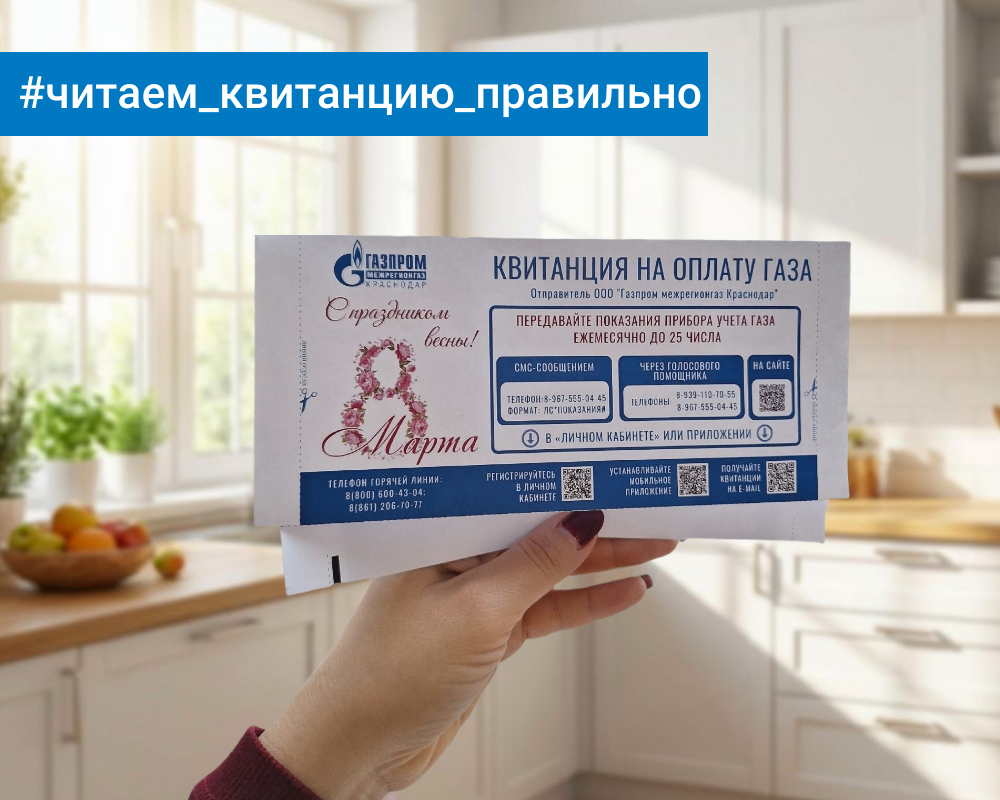 #читаем_квитанцию_правильно
ГАЗПРОМ
МЕЖРЕГИОНГАЗ
КРАСНОДАР
С праздником
весны!
8
Марта
КВИТАНЦИЯ НА ОПЛАТУ ГАЗА
Отправитель ООО "Газпром межрегионгаз Краснодар"
ПЕРЕДАВАЙТЕ ПОКАЗАНИЯ ПРИБОРА УЧЕТА ГАЗА
ЕЖЕМЕСЯЧНО ДО 25 ЧИСЛА
СМС-СООБЩЕНИЕМ
ТЕЛЕФОН:8-967-555-04-45
ФОРМАТ: ЛС*ПОКАЗАНИЯ#
ЧЕРЕЗ ГОЛОСОВОГО
ПОМОЩНИКА
ТЕЛЕФОНЫ
8-939-110-70-55
8-967-555-04-45
НА САЙТЕ
В «ЛИЧНОМ КАБИНЕТЕ» ИЛИ ПРИЛОЖЕНИИ
ТЕЛЕФОН ГОРЯЧЕЙ ЛИНИИ:
8(800) 600-43-04;
8(861) 206-70-77
РЕГИСТРИРУЙТЕСЬ
В ЛИЧНОМ
КАБИНЕТЕ
УСТАНАВЛИВАЙТЕ
МОБИЛЬНОЕ
ПРИЛОЖЕНИЕ
ПОЛУЧАЙТЕ
КВИТАНЦИИ
НА E-MAIL